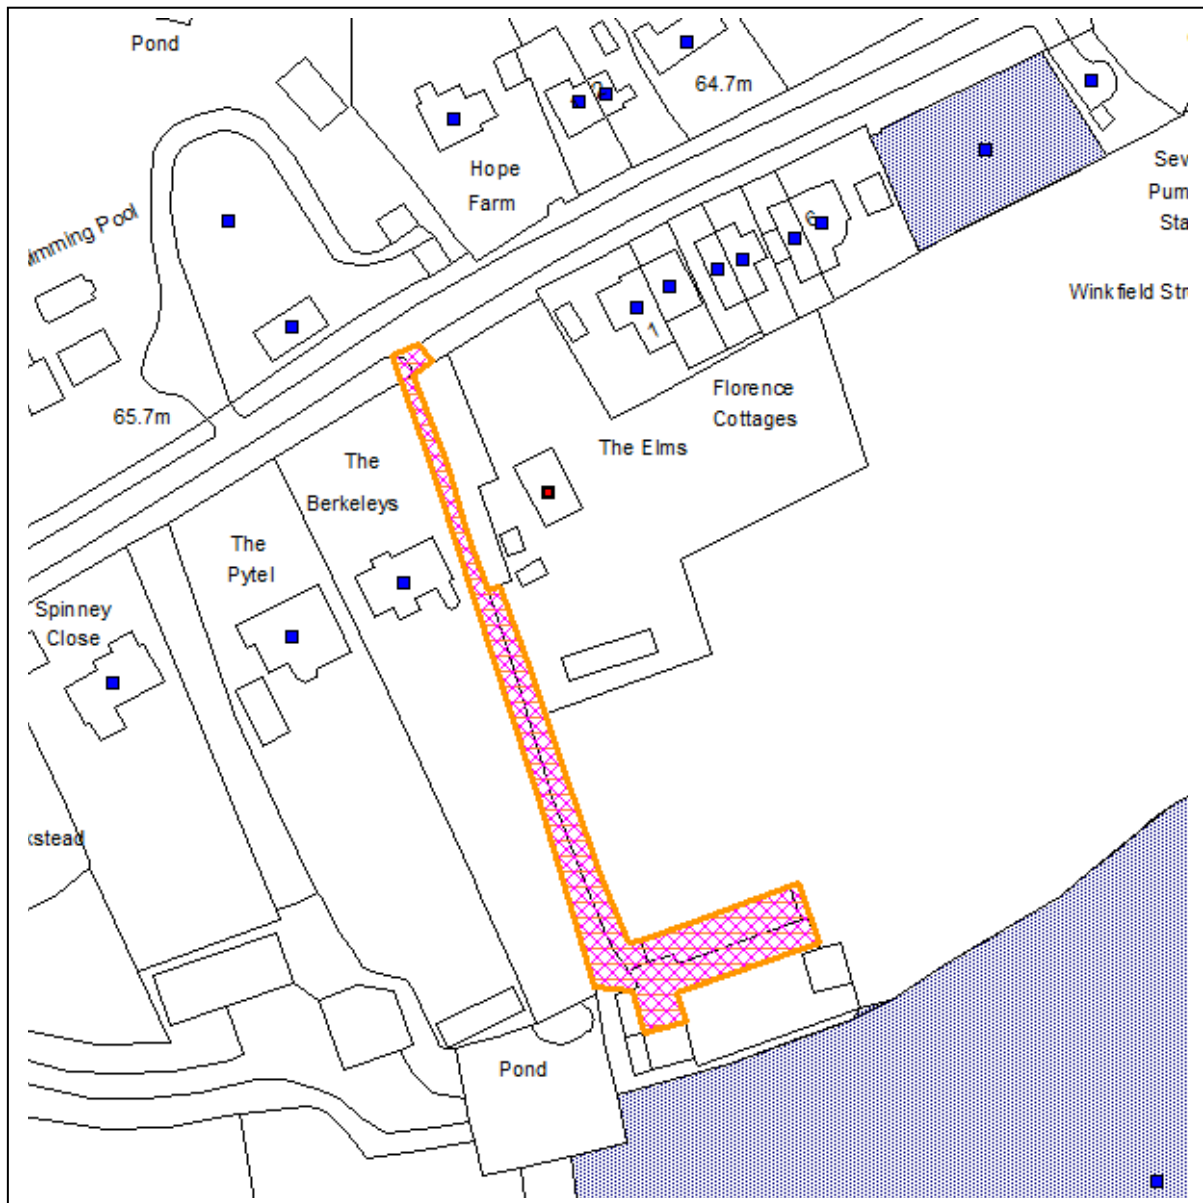 Pond
64.7m
Hope
Farm
6
1
Winkfield
Florence
Cottages
The Elms
65.7m
The
Berkeleys
The
Pytel
Spinney
Close
Pond
Pool